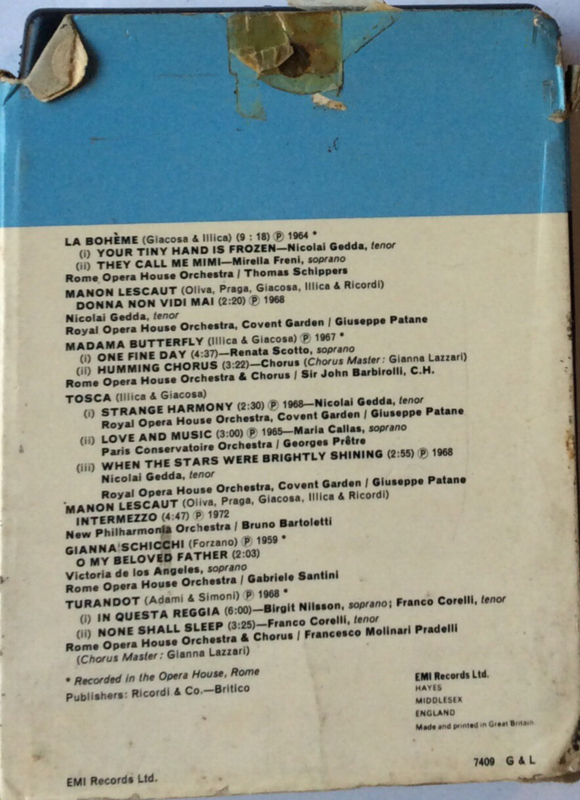 LA BOHÈME (Giacosa & Illica) (9 : 18) Ⓟ 1964 *
(i) YOUR TINY HAND IS FROZEN—Nicolai Gedda, tenor
(ii) THEY CALL ME MIMI—Mirella Freni, soprano
Rome Opera House Orchestra / Thomas Schippers
MANON LESCAUT (Oliva, Praga, Giacosa, Illica & Ricordi)
DONNA NON VIDI MAI (2:20) Ⓟ 1968
Nicolai Gedda, tenor
Royal Opera House Orchestra, Covent Garden / Giuseppe Patane
MADAMA BUTTERFLY (Illica & Giacosa) Ⓟ 1967 *
(i) ONE FINE DAY (4:37)—Renata Scotto, soprano
(ii) HUMMING CHORUS (3:22)—Chorus (Chorus Master: Gianna Lazzari)
Rome Opera House Orchestra & Chorus / Sir John Barbirolli, C.H.
TOSCA (Illica & Giacosa)
(i) STRANGE HARMONY (2:30) Ⓟ 1968—Nicolai Gedda, tenor
Royal Opera House Orchestra, Covent Garden / Giuseppe Patane
(ii) LOVE AND MUSIC (3:00) Ⓟ 1965—Maria Callas, soprano
Paris Conservatoire Orchestra / Georges Prêtre
(iii) WHEN THE STARS WERE BRIGHTLY SHINING (2:55) Ⓟ 1968
Nicolai Gedda, tenor
Royal Opera House Orchestra, Covent Garden / Giuseppe Patane
MANON LESCAUT (Oliva, Praga, Giacosa, Illica & Ricordi)
INTERMEZZO (4:47) Ⓟ 1972
New Philharmonia Orchestra / Bruno Bartoletti
GIANNA SCHICCHI (Forzano) Ⓟ 1959 *
O MY BELOVED FATHER (2:03)
Victoria de los Angeles, soprano
Rome Opera House Orchestra / Gabriele Santini
TURANDOT (Adami & Simoni) Ⓟ 1968 *
(i) IN QUESTA REGGIA (6:00)—Birgit Nilsson, soprano; Franco Corelli, tenor
(ii) NONE SHALL SLEEP (3:25)—Franco Corelli, tenor
Rome Opera House Orchestra & Chorus / Francesco Molinari Pradelli
(Chorus Master: Gianna Lazzari)
* Recorded in the Opera House, Rome
Publishers: Ricordi & Co.—Britico
EMI Records Ltd.
HAYES
MIDDLESEX
ENGLAND
Made and printed in Great Britain
7409 G & L
EMI Records Ltd.